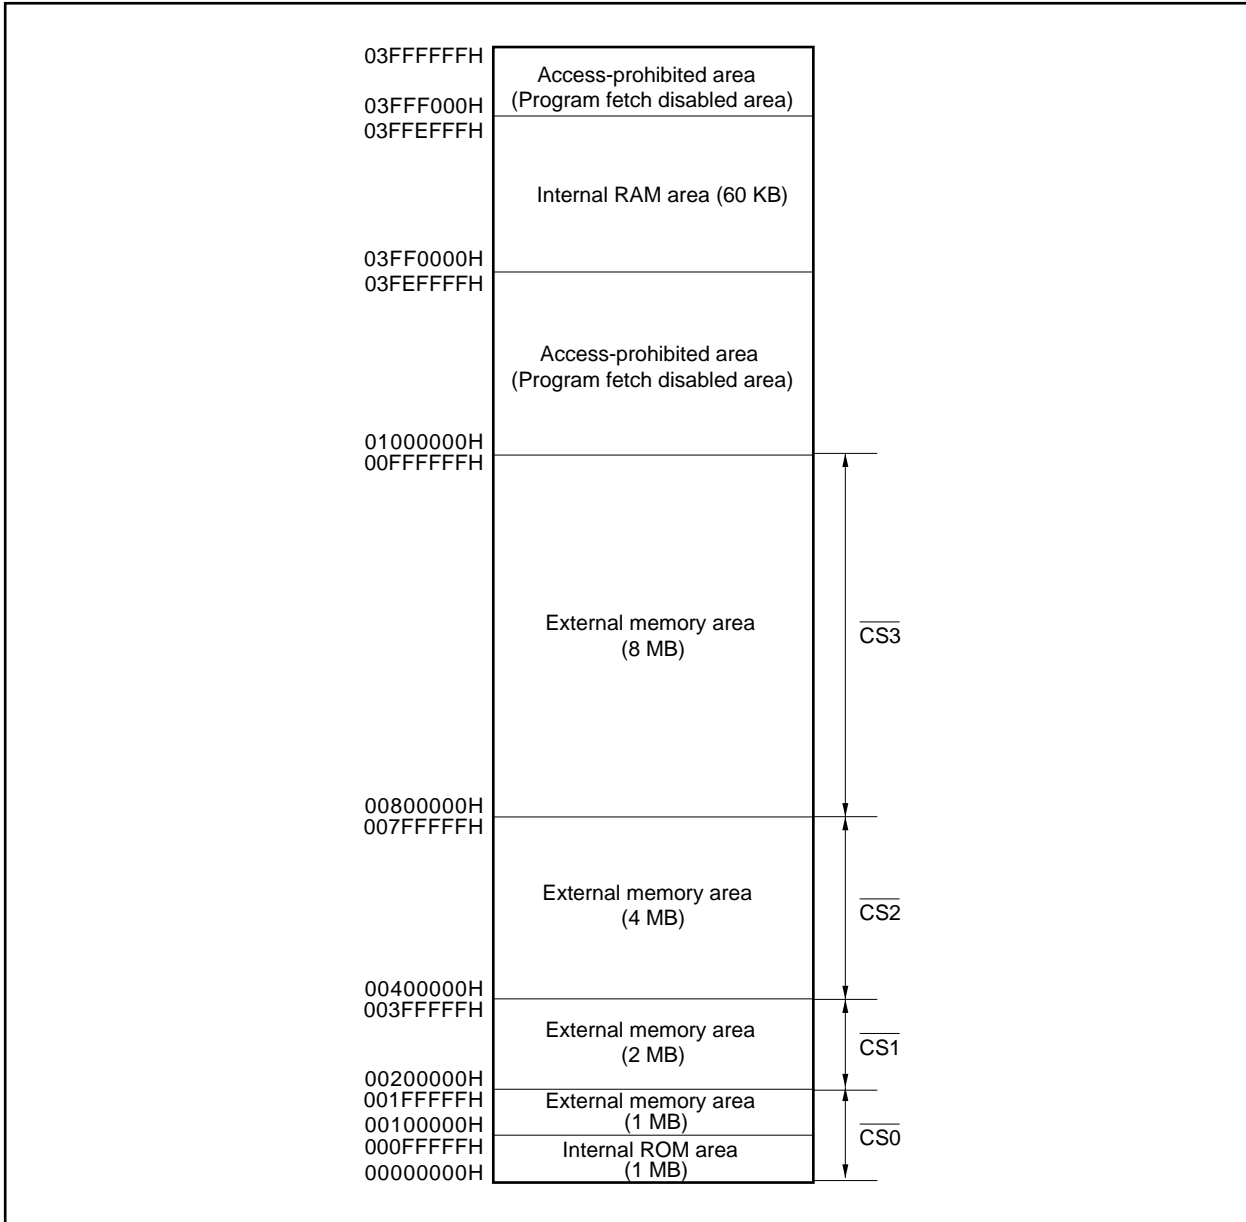 03FFFFFFH
Access-prohibited area
(Program fetch disabled area)
03FFF000H
03FFEFFFH
Internal RAM area (60 KB)
03FF0000H
03FEFFFFH
Access-prohibited area
(Program fetch disabled area)
01000000H
00FFFFFFH
External memory area
(8 MB)
CS3
00800000H
007FFFFFH
External memory area
(4 MB)
CS2
00400000H
003FFFFFH
External memory area
(2 MB)
CS1
00200000H
001FFFFFH
External memory area
(1 MB)
00100000H
CS0
000FFFFFH
Internal ROM area
(1 MB)
00000000H